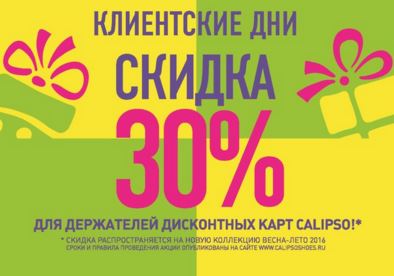 КЛИЕНТСКИЕ ДНИ
СКИДКА
30%
ДЛЯ ДЕРЖАТЕЛЕЙ ДИСКОНТНЫХ КАРТ CALIPSO!*
* СКИДКА РАСПРОСТРАНЯЕТСЯ НА НОВУЮ КОЛЛЕКЦИЮ ВЕСНА-ЛЕТО 2016
СРОКИ И ПРАВИЛА ПРОВЕДЕНИЯ АКЦИИ ОПУБЛИКОВАНЫ НА САЙТЕ WWW.CALIPSOSHOES.RU